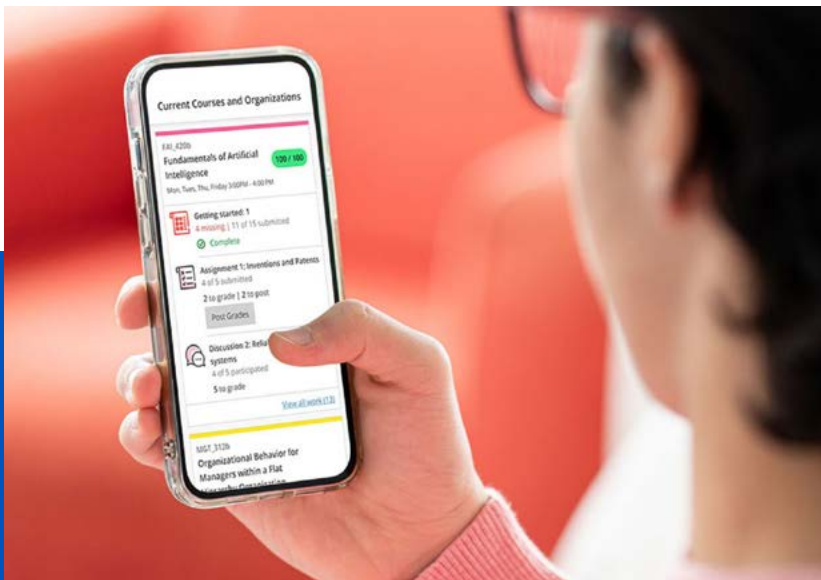 Current Courses and Organizations
FAI_420b
Fundamentals of Artificial
Intelligence
100 / 100
Mon, Tues, Thu, Friday 3:00PM - 4:00 PM
Getting started: 1
4 missing | 11 of 15 submitted
Complete
Assignment 1: Inventions and Patents
4 of 5 submitted
2 to grade | 2 to post
Post Grades
Discussion 2:
systems
4 of 5 participated
5 to grade
View all work (13)
MGT_312b
Organizational Behavior for
Managers within a Flat
Hierarchy Organisation